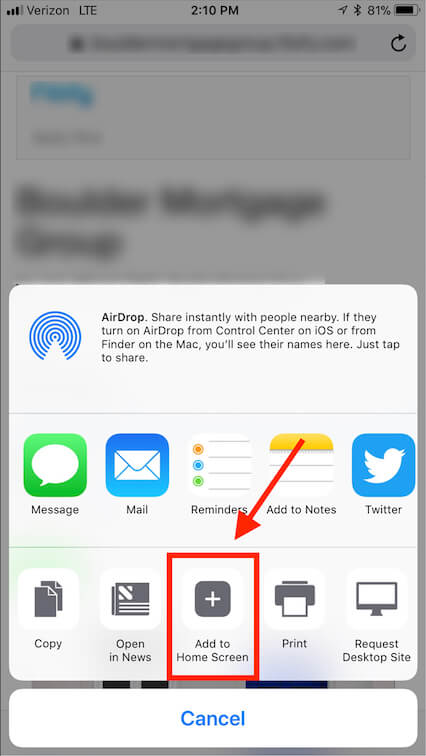 Verizon LTE 2:10 PM 81%
Boulder Mortgage
Group
AirDrop. Share instantly with people nearby. If they
turn on AirDrop from Control Center on iOS or from
Finder on the Mac, you'll see their names here. Just tap
to share.
Message Mail Reminders Add to Notes Twitter
Copy Open Add to Print Request
in News Home Screen Desktop Site
Cancel